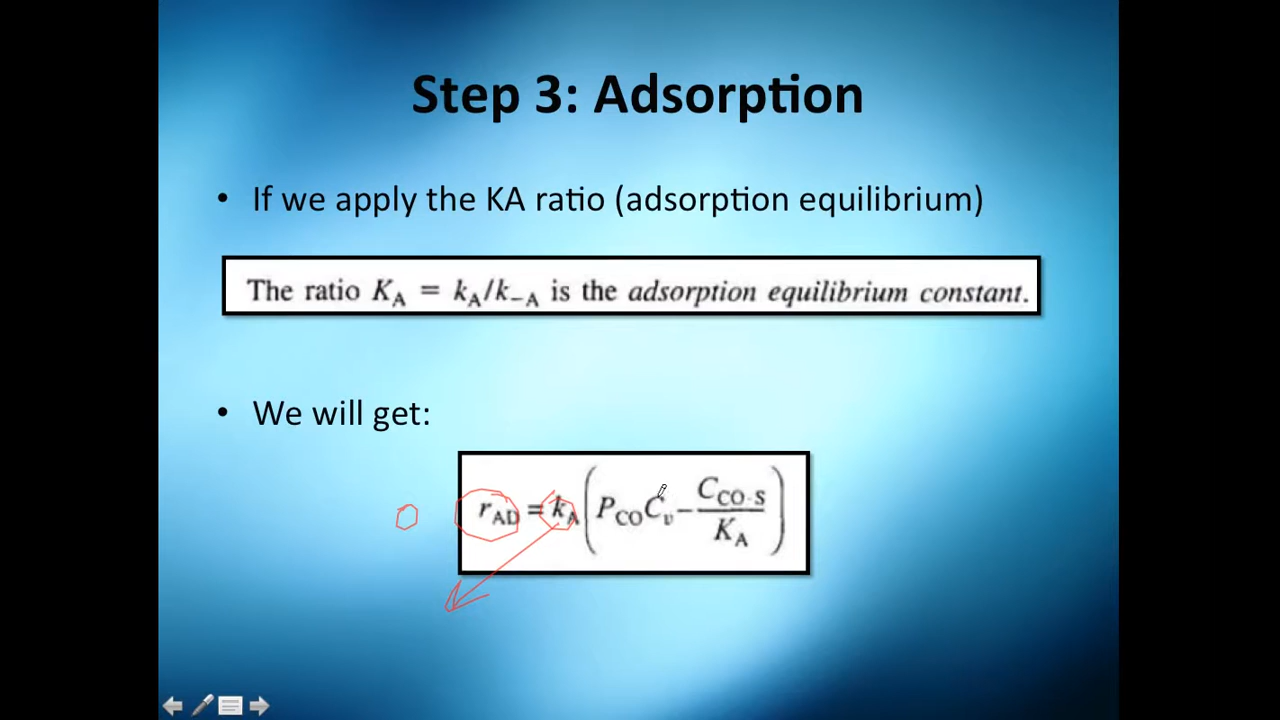 Step 3: Adsorption
• If we apply the KA ratio (adsorption equilibrium)
The ratio K_A = k_A/k_−A is the adsorption equilibrium constant.
• We will get:
r_AD = k_A ( P_CO C_v − C_CO·S / K_A )